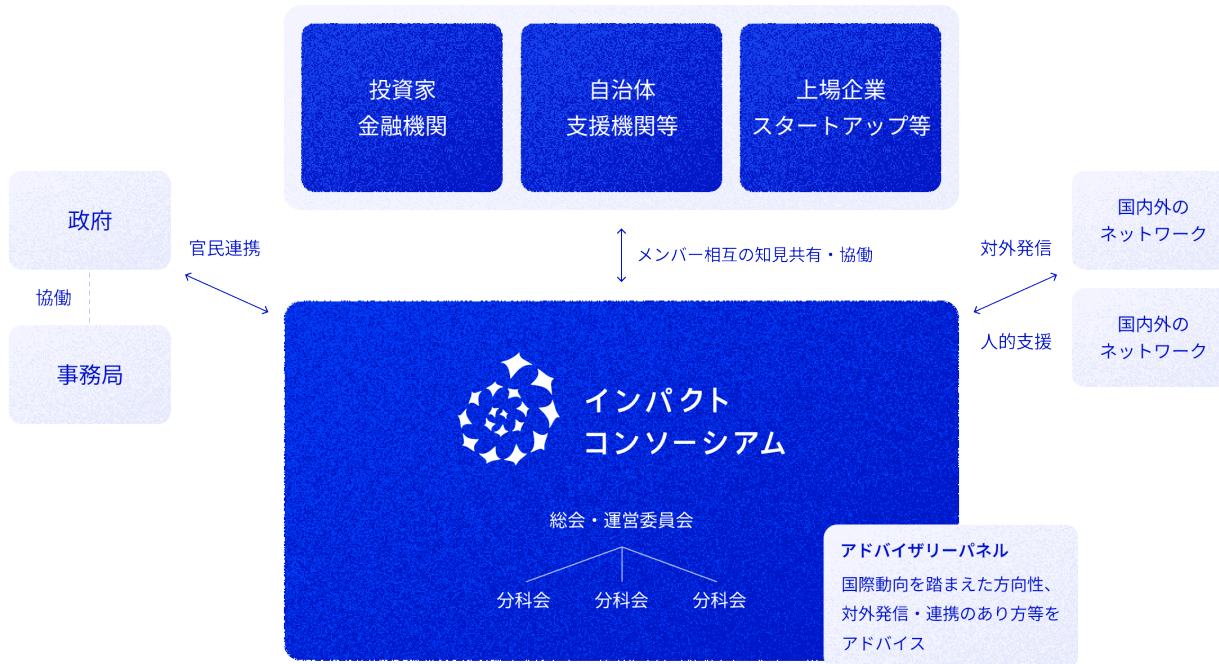 投資家
金融機関
自治体
支援機関等
上場企業
スタートアップ等
政府
官民連携
協働
事務局
メンバー相互の知見共有・協働
対外発信
人的支援
国内外の
ネットワーク
国内外の
ネットワーク
インパクト
コンソーシアム
総会・運営委員会
分科会
分科会
分科会
アドバイザリーパネル
国際動向を踏まえた方向性、
対外発信・連携のあり方等を
アドバイス